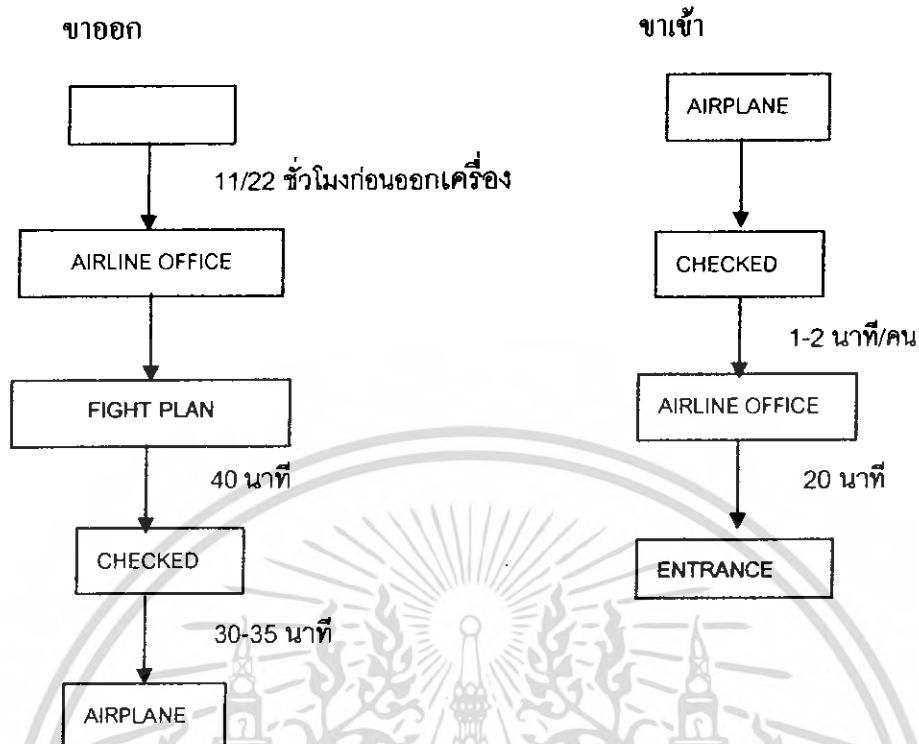 ขาออก
11/22 ชั่วโมงก่อนออกเครื่อง
AIRLINE OFFICE
FIGHT PLAN
40 นาที
CHECKED
30-35 นาที
AIRPLANE
ขาเข้า
AIRPLANE
CHECKED
1-2 นาที/คน
AIRLINE OFFICE
20 นาที
ENTRANCE